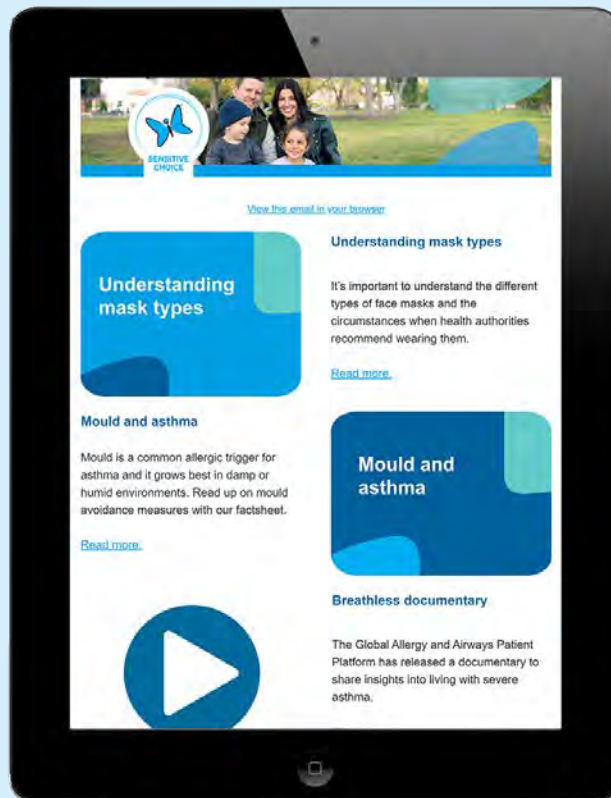 SENSITIVE
CHOICE
View this email in your browser
Understanding
mask types
Understanding mask types
It's important to understand the different
types of face masks and the
circumstances when health authorities
recommend wearing them.
Read more.
Mould and asthma
Mould is a common allergic trigger for
asthma and it grows best in damp or
humid environments. Read up on mould
avoidance measures with our factsheet.
Read more.
Mould and
asthma
Breathless documentary
The Global Allergy and Airways Patient
Platform has released a documentary to
share insights into living with severe
asthma.